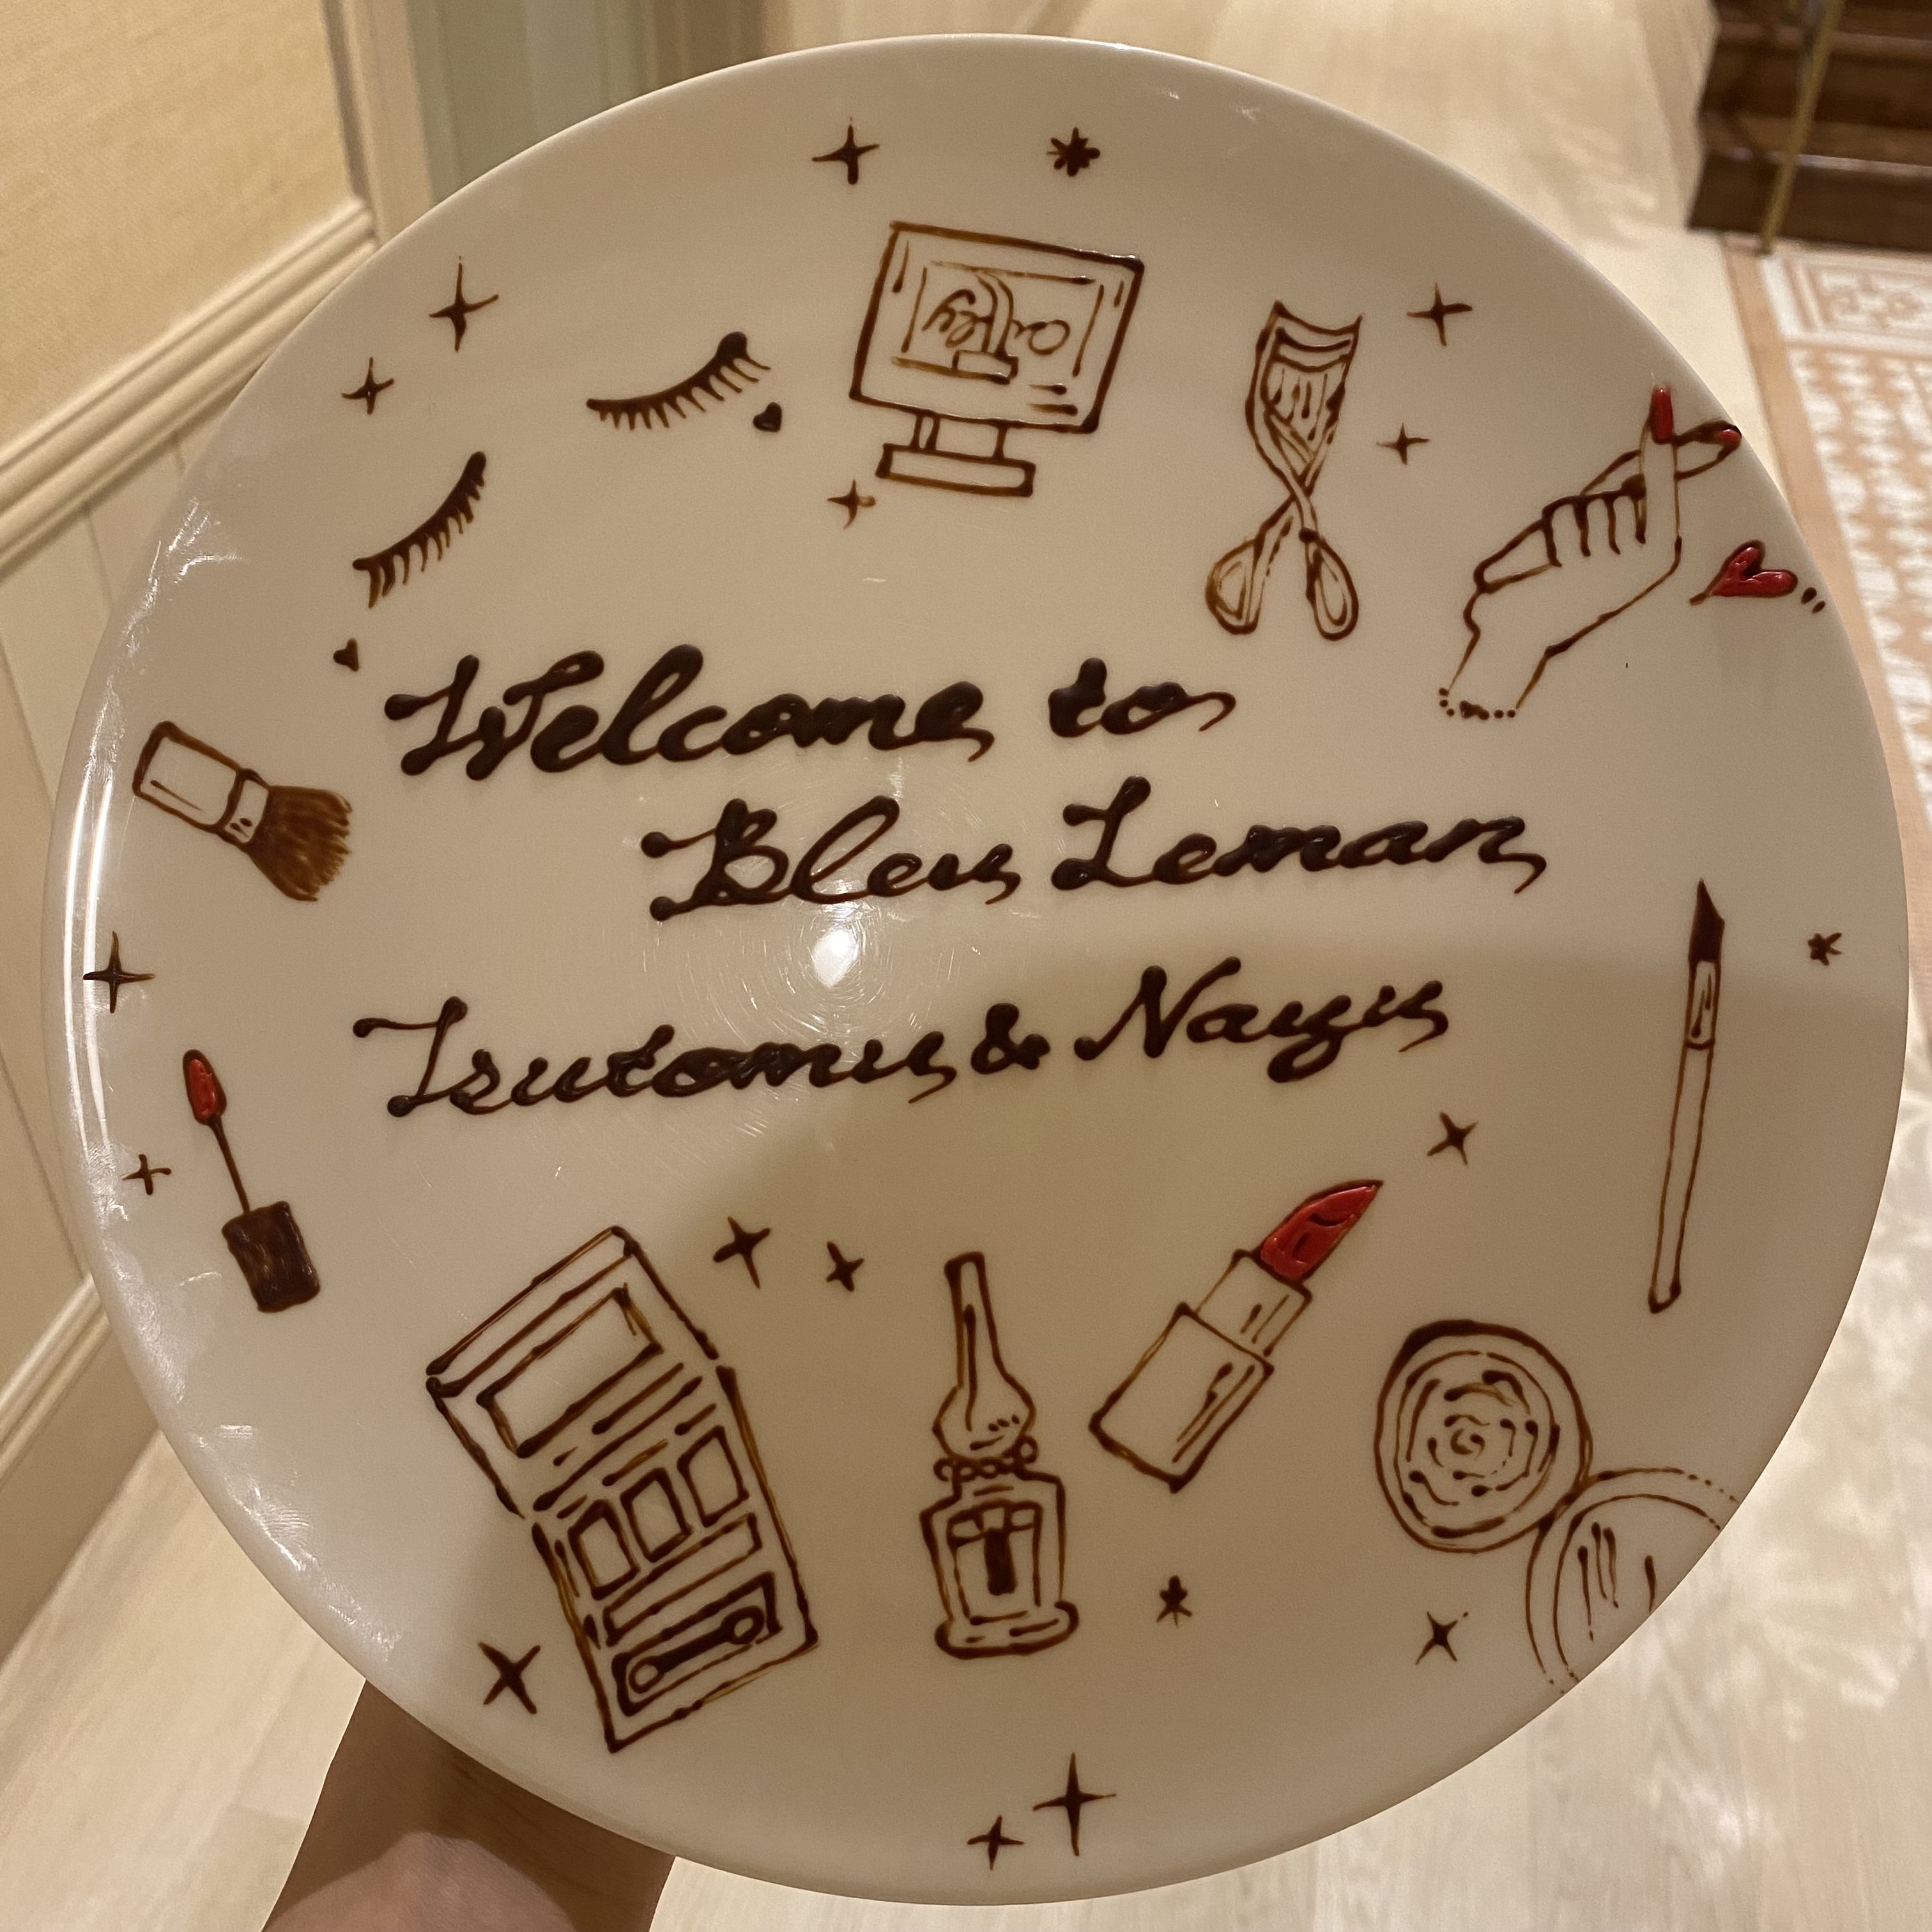 Welcome to
Bleu Leman
Tsutomu & Nayu